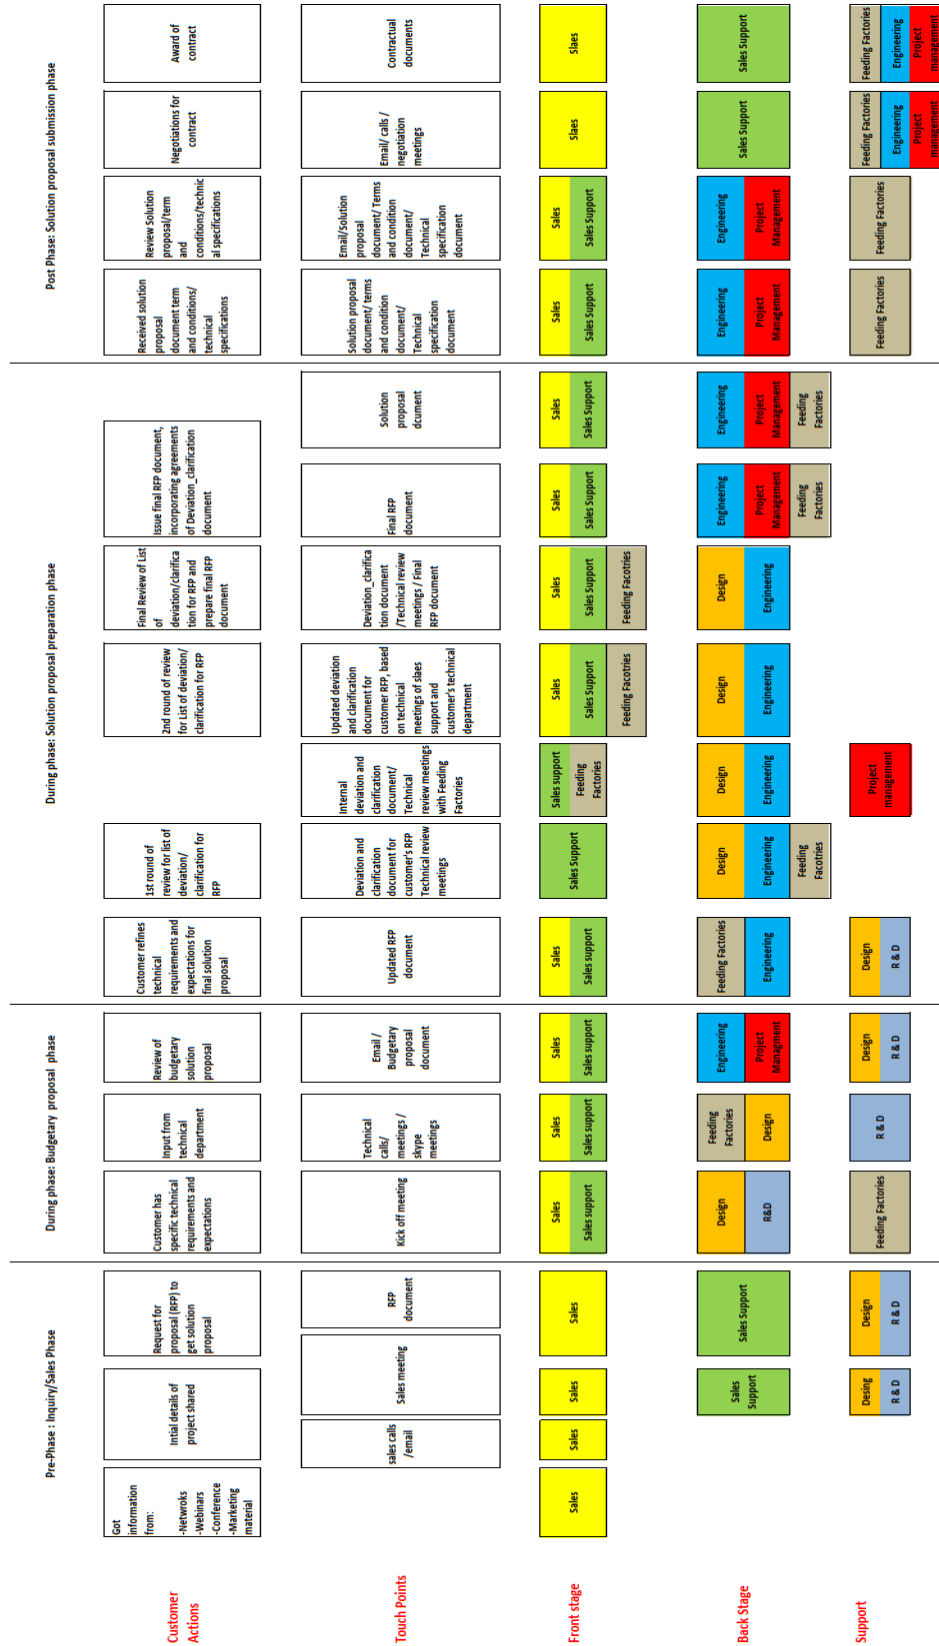 Pre-Phase : Inquiry/Sales Phase
During phase: Budgetary proposal phase
During phase: Solution proposal preparation phase
Post Phase: Solution proposal submission phase
Customer
Actions
Got
information
from:
-Netwroks
-Webinars
-Conference
-Marketing
material
Intial details of
project shared
Request for
proposal (RFP) to
get solution
proposal
Customer has
specific technical
requirements and
expectations
Input from
technical
department
Review of
budgetary
solution
proposal
Customer refines
technical
requirements and
expectations for
final solution
proposal
1st round of
review for list of
deviation/
clarification for
RFP
2nd round of review
for List of deviation/
clarification for RFP
Final Review of List
of
deviation/clarifica
tion for RFP and
prepare final RFP
document
Issue final RFP document,
incorporating agreements
of Deviation_clarification
document
Received solution
proposal
document term
and conditions/
technical
specifications
Review Solution
proposal/term
and
conditions/technic
al specifications
Negotiations for
contract
Award of
contract
Touch Points
sales calls
/email
Sales meeting
RFP
document
Kick off meeting
Technical
calls/
meetings /
skype
meetings
Email /
Budgetary
proposal
document
Updated RFP
document
Deviation and
clarification
document for
customer's RFP
Technical review
meetings
Internal
deviation and
clarification
document/
Technical
review meetings
with Feeding
Factories
Updated deviation
and clarification
document for
customer RFP, based
on technical
meetings of slaes
support and
customer's technical
department
Deviation_clarifica
tion document
/Technical review
meetings / Final
RFP document
Final RFP
document
Solution
proposal
dcument
Solution proposal
document/ terms
and condition
document/
Technical
specification
document
Email/Solution
proposal
document/ Terms
and condition
document/
Technical
specification
document
Email/ calls /
negotiation
meetings
Contractual
documents
Front stage
Sales
Sales
Sales
Sales
Sales
Sales support
Sales
Sales support
Sales
Sales support
Sales
Sales support
Sales Support
Sales support
Feeding
Factories
Sales
Sales Support
Feeding Facotries
Sales
Sales Support
Feeding Facotries
Sales
Sales Support
Sales
Sales Support
Sales
Sales Support
Sales
Sales Support
Slaes
Slaes
Back Stage
Sales
Support
Sales Support
Design
R&D
Feeding
Factories
Design
Engineering
Project
Managment
Feeding Factories
Engineering
Design
Engineering
Feeding
Facotries
Design
Engineering
Design
Engineering
Design
Engineering
Engineering
Project
Management
Feeding
Factories
Engineering
Project
Management
Feeding
Factories
Engineering
Project
Management
Engineering
Project
Management
Sales Support
Sales Support
Support
Desing
R & D
Design
R & D
Feeding Factories
R & D
Design
R & D
Design
R & D
Project
management
Feeding Factories
Feeding Factories
Feeding Factories
Engineering
Project
management
Feeding Factories
Engineering
Project
management